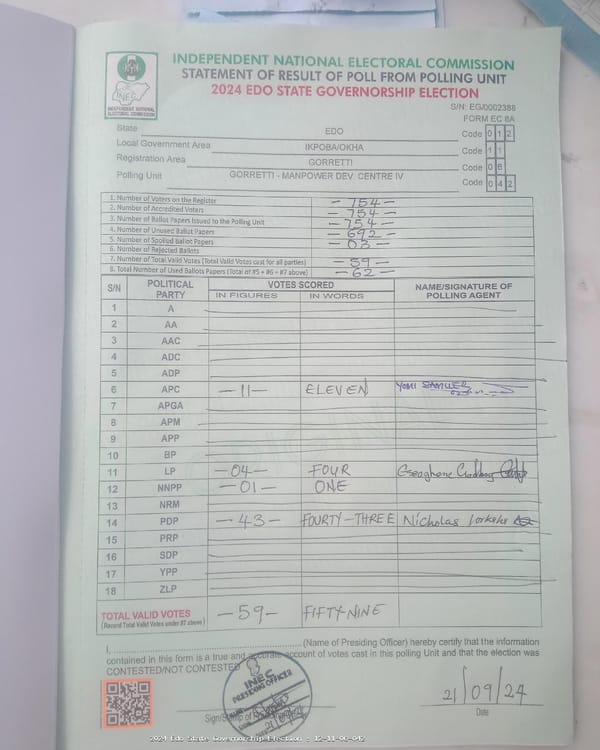 INDEPENDENT NATIONAL ELECTORAL COMMISSION
STATEMENT OF RESULT OF POLL FROM POLLING UNIT
2024 EDO STATE GOVERNORSHIP ELECTION
INEC
INDEPENDENT NATIONAL
ELECTORAL COMMISSION
S/N: EG/0002388
FORM EC 8A
State EDO Code 0 1 2
Local Government Area IKPOBA/OKHA Code 1 1
Registration Area GORRETTI Code 0 6
Polling Unit GORRETTI - MANPOWER DEV. CENTRE IV Code 0 4 2
1. Number of Voters on the Register -754-
2. Number of Accredited Voters -754-
3. Number of Ballot Papers Issued to the Polling Unit -754-
4. Number of Unused Ballot Papers -692-
5. Number of Spoiled Ballot Papers -03-
6. Number of Rejected Ballots
7. Number of Total Valid Votes (Total Valid Votes cast for all parties) -59-
8. Total Number of Used Ballots Papers (Total of #5 + #6 + #7 above) -62-
S/N POLITICAL PARTY VOTES SCORED NAME/SIGNATURE OF POLLING AGENT
IN FIGURES IN WORDS
1 A
2 AA
3 AAC
4 ADC
5 ADP
6 APC -11- ELEVEN YOMI SAMUEL
7 APGA
8 APM
9 APP
10 BP
11 LP -04- FOUR
12 NNPP -01- ONE
13 NRM
14 PDP -43- FOURTY-THREE Nicholas
15 PRP
16 SDP
17 YPP
18 ZLP
TOTAL VALID VOTES -59- FIFTY NINE
(Record Total Valid Votes under #7 above)
I, (Name of Presiding Officer) hereby certify that the information
contained in this form is a true and accurate account of votes cast in this polling Unit and that the election was
CONTESTED/NOT CONTESTED
INEC
PRESIDING OFFICER
Sign/Stamp of
21/09/24
Date
2024 Edo State Governorship Election - 12-11-06-042